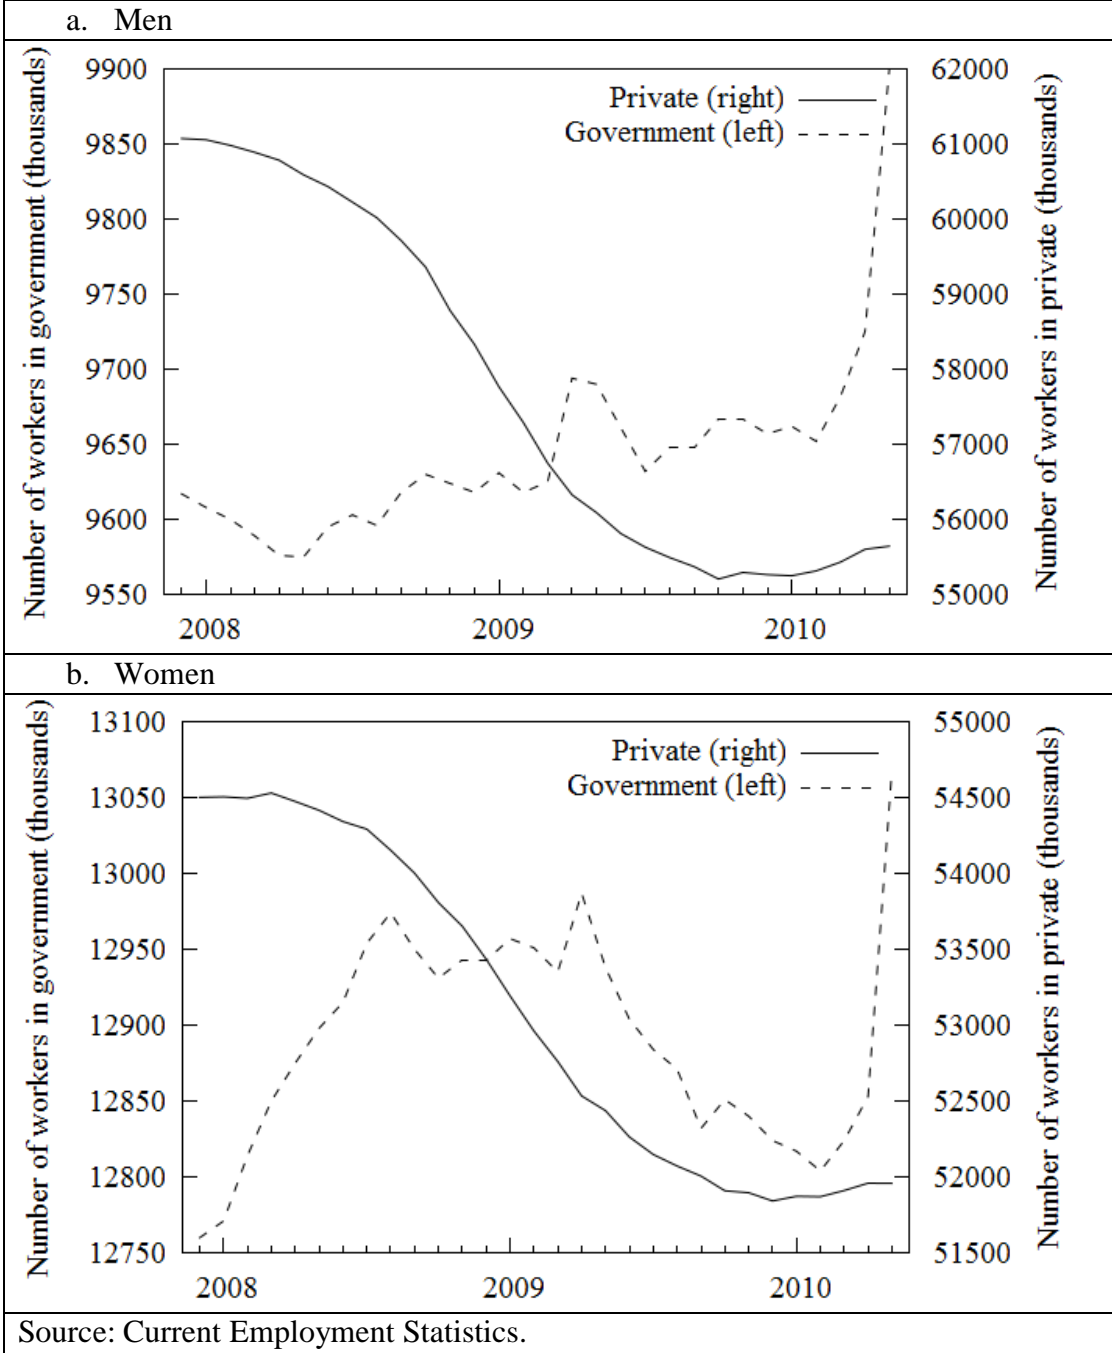 a. Men
Number of workers in government (thousands)
9900
9850
9800
9750
9700
9650
9600
9550
Private (right)
Government (left)
62000
61000
60000
59000
58000
57000
56000
55000
Number of workers in private (thousands)
2008 2009 2010
b. Women
Number of workers in government (thousands)
13100
13050
13000
12950
12900
12850
12800
12750
Private (right)
Government (left)
55000
54500
54000
53500
53000
52500
52000
51500
Number of workers in private (thousands)
2008 2009 2010
Source: Current Employment Statistics.